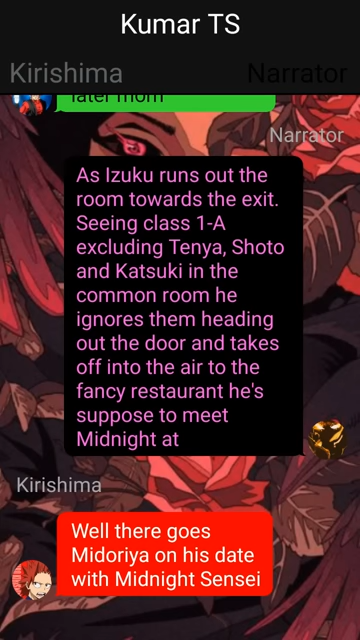 Kumar TS
Kirishima
Narrator
later mom
Narrator
As Izuku runs out the
room towards the exit.
Seeing class 1-A
excluding Tenya, Shoto
and Katsuki in the
common room he
ignores them heading
out the door and takes
off into the air to the
fancy restaurant he's
suppose to meet
Midnight at
Kirishima
Well there goes
Midoriya on his date
with Midnight Sensei